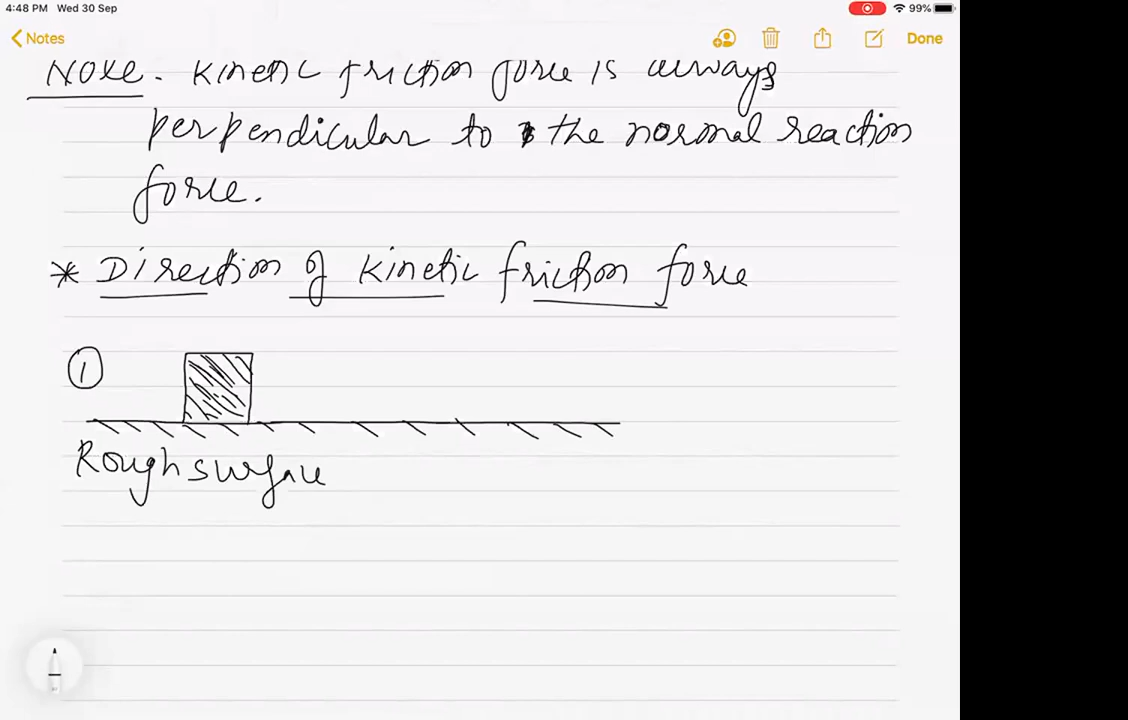 4:48 PM Wed 30 Sep
99%
Notes
Done
Note - Kinetic friction force is always
perpendicular to the normal reaction
force.
* Direction of kinetic friction force
1
Rough surface